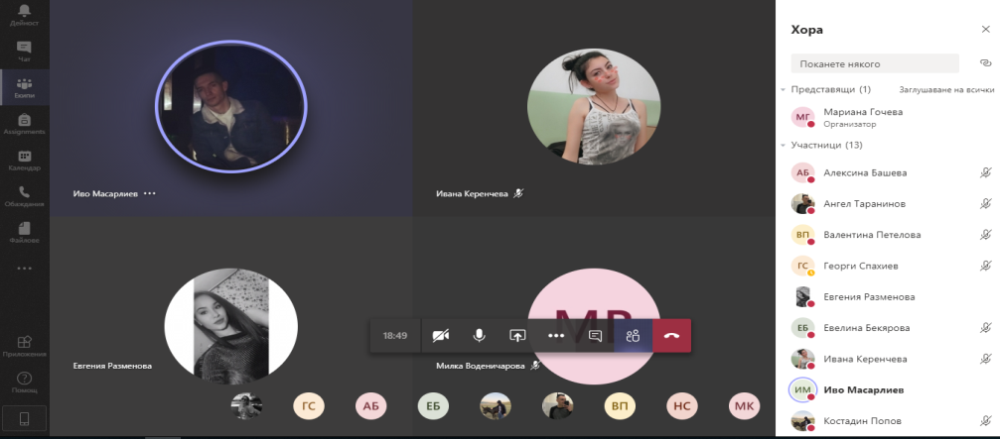 Дейност
Чат
Екипи
Assignments
Календар
Обаждания
Файлове
Приложения
Помощ
Иво Масарлиев
Ивана Керенчева
Евгения Разменова
МВ
Милка Воденичарова
18:49
ГС
АБ
ЕБ
ВП
НС
МК
Хора
Поканете някого
Представящи (1)
Заглушаване на всички
МГ
Мариана Гочева
Организатор
Участници (13)
АБ Алексина Башева
Ангел Таранинов
ВП Валентина Петелова
ГС Георги Спахиев
Евгения Разменова
ЕБ Евелина Бекярова
Ивана Керенчева
ИМ Иво Масарлиев
Костадин Попов